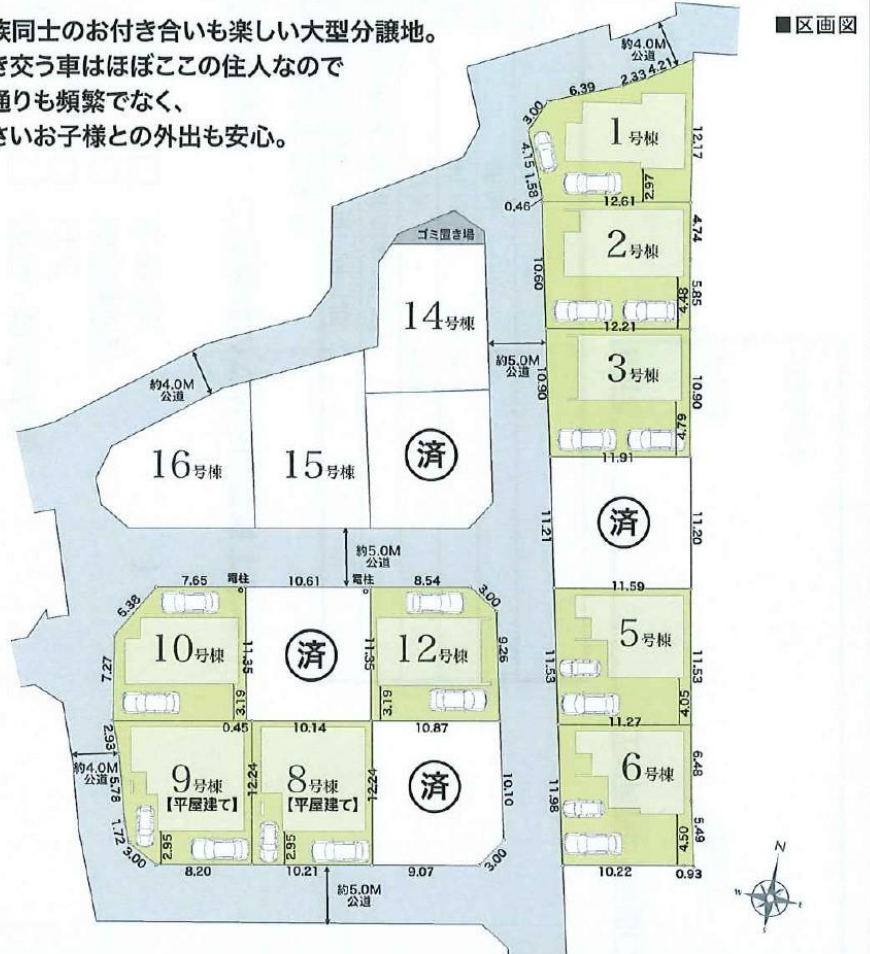 族同士のお付き合いも楽しい大型分譲地。
き交う車はほぼここの住人なので
通りも頻繁でなく、
さいお子様との外出も安心。
■区画図
約4.0M
公道
4.21
2.33
6.39
3.00
4.15
1.58
0.46
1号棟
12.17
2.97
12.61
2号棟
4.74
5.85
4.48
10.60
12.21
ゴミ置き場
14号棟
約5.0M
公道
3号棟
10.90
10.90
4.79
11.91
約4.0M
公道
16号棟
15号棟
済
済
11.21
11.20
11.59
約5.0M
公道
7.65
電柱
10.61
電柱
8.54
3.00
6.38
7.27
10号棟
11.35
3.19
済
11.35
12号棟
3.19
9.26
5号棟
11.53
11.53
4.05
11.27
2.93
0.45
10.14
10.87
約4.0M
公道
5.78
1.72
3.00
9号棟
【平屋建て】
2.95
8.20
12.24
8号棟
【平屋建て】
2.95
10.21
12.24
済
10.10
9.07
3.00
6号棟
11.98
6.48
5.49
4.50
10.22
0.93
約5.0M
公道
N
W
E
S